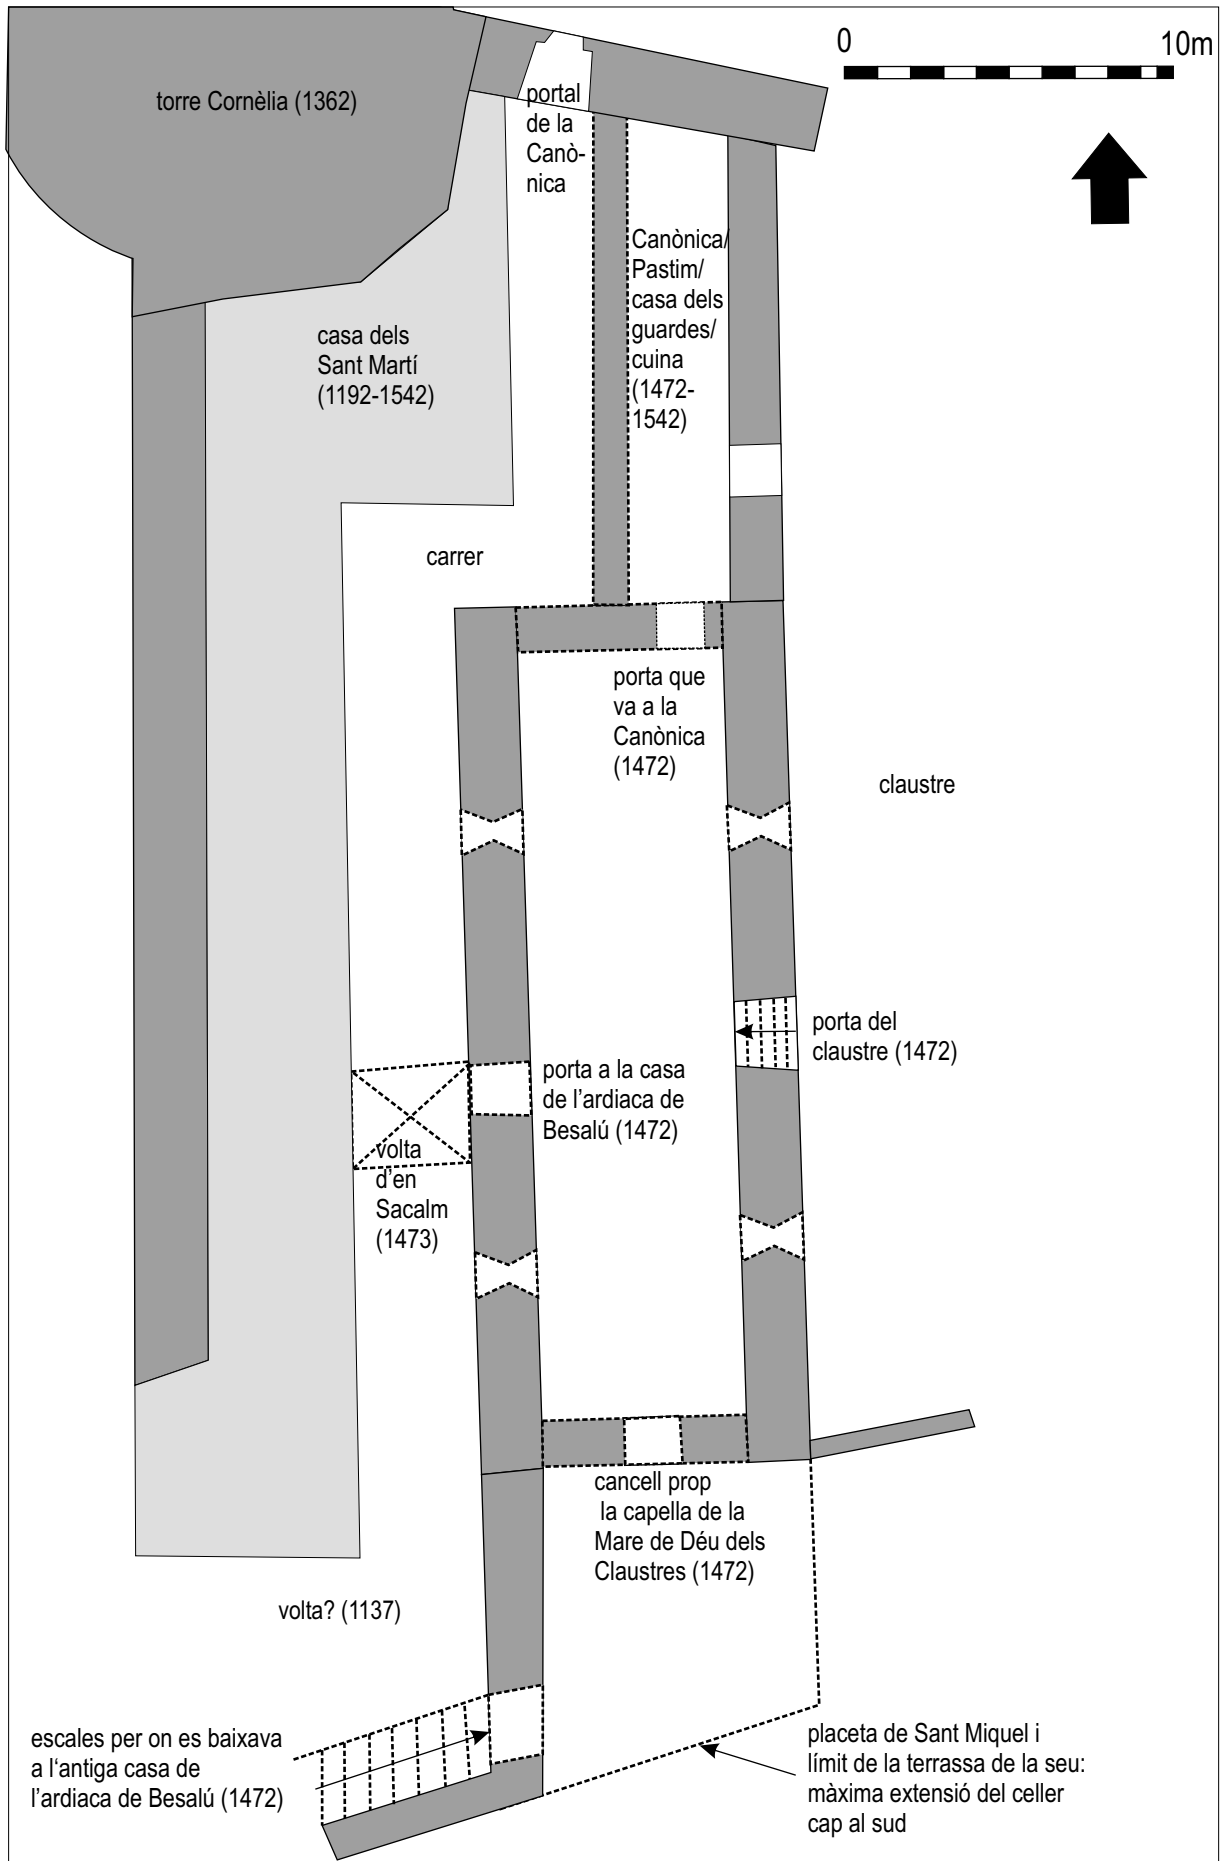 0 10m
torre Cornèlia (1362)
portal
de la
Canò-
nica
Canònica/
Pastim/
casa dels
guardes/
cuina
(1472-
1542)
casa dels
Sant Martí
(1192-1542)
carrer
porta que
va a la
Canònica
(1472)
claustre
porta del
claustre (1472)
porta a la casa
de l’ardiaca de
Besalú (1472)
volta
d’en
Sacalm
(1473)
cancell prop
la capella de la
Mare de Déu dels
Claustres (1472)
volta? (1137)
escales per on es baixava
a l‘antiga casa de
l’ardiaca de Besalú (1472)
placeta de Sant Miquel i
límit de la terrassa de la seu:
màxima extensió del celler
cap al sud